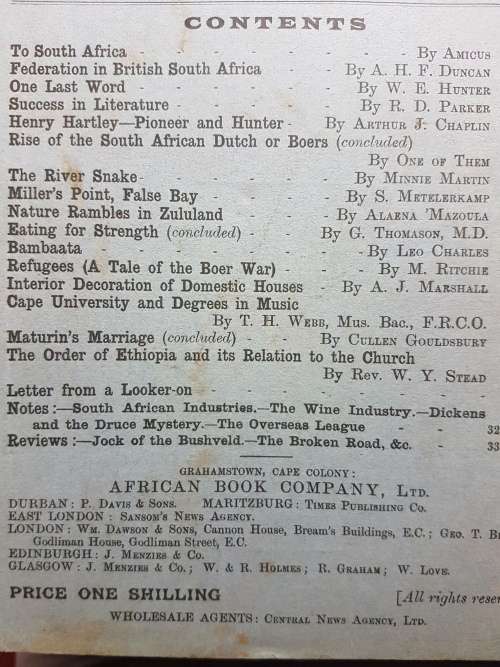 CONTENTS
To South Africa - - - - - - - By Amicus
Federation in British South Africa - - - By A. H. F. Duncan
One Last Word - - - - - - By W. E. Hunter
Success in Literature - - - - - - By R. D. Parker
Henry Hartley—Pioneer and Hunter - By Arthur J. Chaplin
Rise of the South African Dutch or Boers (concluded)
By One of Them
The River Snake - - - - - - By Minnie Martin
Miller's Point, False Bay - - - - By S. Metelerkamp
Nature Rambles in Zululand - - - By Alaena 'Mazoula
Eating for Strength (concluded) - - - By G. Thomason, M.D.
Bambaata - - - - - - - By Leo Charles
Refugees (A Tale of the Boer War) - - - By M. Ritchie
Interior Decoration of Domestic Houses - By A. J. Marshall
Cape University and Degrees in Music
By T. H. Webb, Mus. Bac., F.R.C.O.
Maturin's Marriage (concluded) - - - By Cullen Gouldsbury
The Order of Ethiopia and its Relation to the Church
By Rev. W. Y. Stead
Letter from a Looker-on - - - - - -
Notes:—South African Industries.—The Wine Industry.—Dickens
and the Druce Mystery.—The Overseas League - - 32
Reviews:—Jock of the Bushveld.—The Broken Road, &c. - 33
GRAHAMSTOWN, CAPE COLONY:
AFRICAN BOOK COMPANY, Ltd.
DURBAN: P. Davis & Sons. MARITZBURG: Times Publishing Co.
EAST LONDON: Sansom's News Agency.
LONDON: Wm. Dawson & Sons, Cannon House, Bream's Buildings, E.C.; Geo. T.
Godliman House, Godliman Street, E.C.
EDINBURGH: J. Menzies & Co.
GLASGOW: J. Menzies & Co.; W. & R. Holmes; R. Graham; W. Love.
PRICE ONE SHILLING [All rights
WHOLESALE AGENTS: Central News Agency, Ltd.